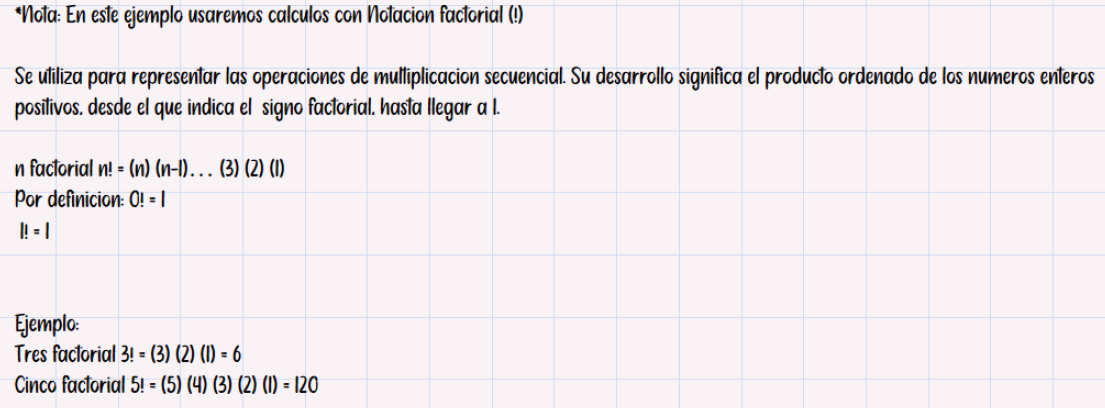 *Nota: En este ejemplo usaremos calculos con Notacion factorial (!)
Se utiliza para representar las operaciones de multiplicacion secuencial. Su desarrollo significa el producto ordenado de los numeros enteros
positivos, desde el que indica el signo factorial, hasta llegar a 1.
n factorial n! = (n) (n-1)... (3) (2) (1)
Por definicion: 0! = 1
1! = 1
Ejemplo:
Tres factorial 3! = (3) (2) (1) = 6
Cinco factorial 5! = (5) (4) (3) (2) (1) = 120